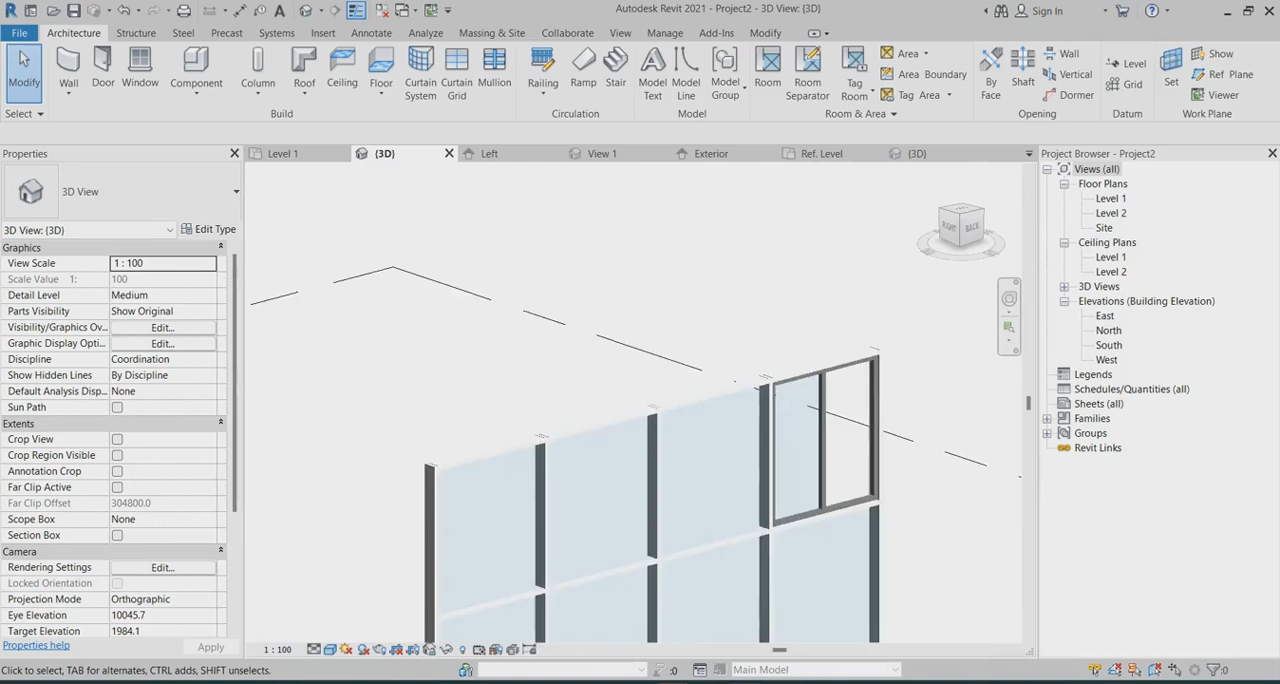 Autodesk Revit 2021 - Project2 - 3D View: {3D}
Sign In
File Architecture Structure Steel Precast Systems Insert Annotate Analyze Massing & Site Collaborate View Manage Add-Ins Modify
Modify Wall Door Window Component Column Roof Ceiling Floor Curtain System Curtain Grid Mullion Railing Ramp Stair Model Text Model Line Model Group Room Room Separator Tag Room By Face Shaft Set
Area Wall Level Show
Area Boundary Vertical Grid Ref Plane
Tag Area Dormer Viewer
Select Build Circulation Model Room & Area Opening Datum Work Plane
Properties
Level 1 {3D} Left View 1 Exterior Ref. Level {3D}
Project Browser - Project2
3D View
3D View: {3D} Edit Type
Graphics
View Scale 1 : 100
Scale Value 1: 100
Detail Level Medium
Parts Visibility Show Original
Visibility/Graphics Ov... Edit...
Graphic Display Opti... Edit...
Discipline Coordination
Show Hidden Lines By Discipline
Default Analysis Disp... None
Sun Path
Extents
Crop View
Crop Region Visible
Annotation Crop
Far Clip Active
Far Clip Offset 304800.0
Scope Box None
Section Box
Camera
Rendering Settings Edit...
Locked Orientation
Projection Mode Orthographic
Eye Elevation 10045.7
Target Elevation 1984.1
Properties help Apply
RIGHT BACK
Views (all)
Floor Plans
Level 1
Level 2
Site
Ceiling Plans
Level 1
Level 2
3D Views
Elevations (Building Elevation)
East
North
South
West
Legends
Schedules/Quantities (all)
Sheets (all)
Families
Groups
Revit Links
1 : 100
Click to select, TAB for alternates, CTRL adds, SHIFT unselects.
:0
Main Model
:0